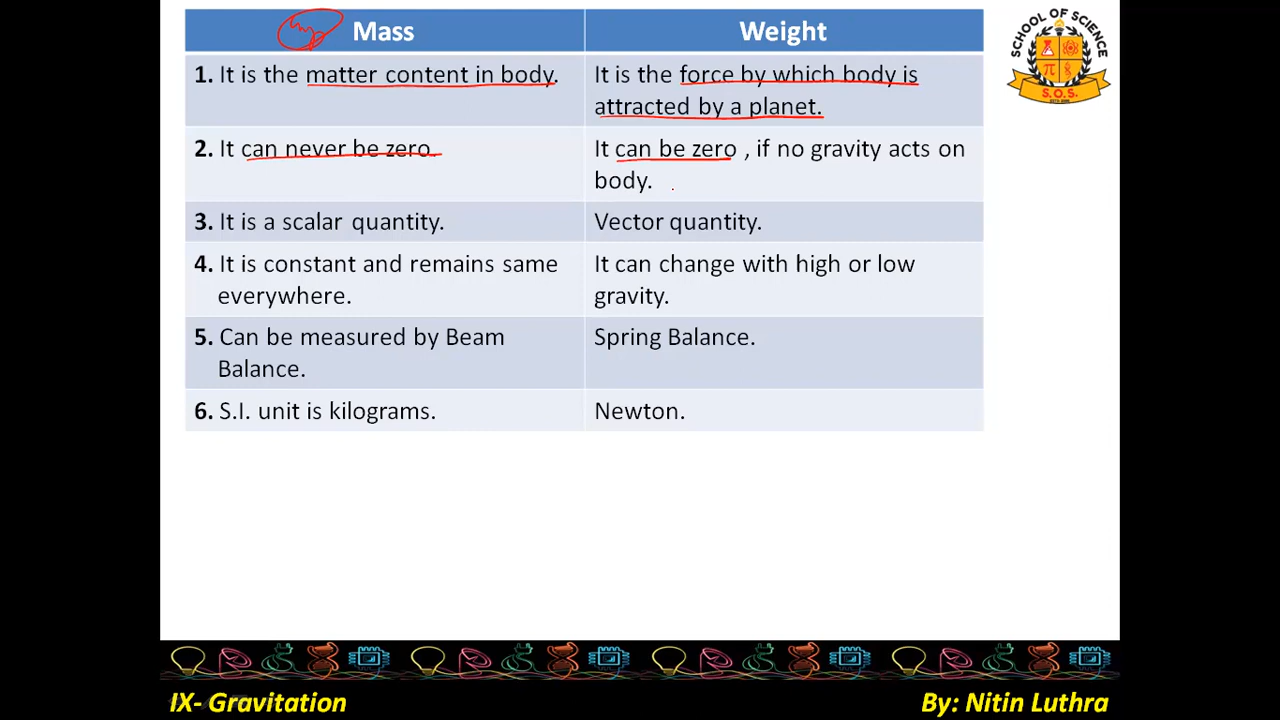 Mass
Weight
1. It is the matter content in body.
It is the force by which body is
attracted by a planet.
2. It can never be zero.
It can be zero , if no gravity acts on
body.
3. It is a scalar quantity.
Vector quantity.
4. It is constant and remains same
everywhere.
It can change with high or low
gravity.
5. Can be measured by Beam
Balance.
Spring Balance.
6. S.I. unit is kilograms.
Newton.
SCHOOL OF SCIENCE
π
S.O.S.
IX- Gravitation
By: Nitin Luthra